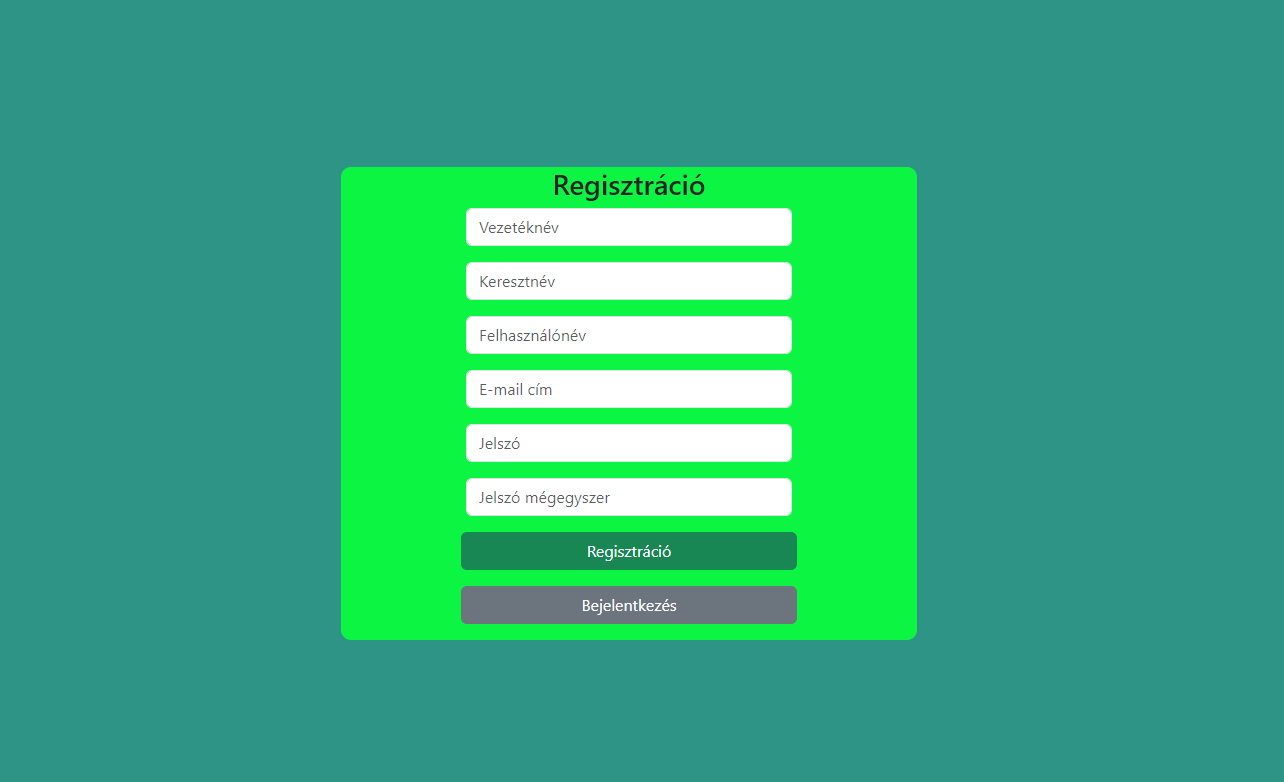 Regisztráció
Vezetéknév
Keresztnév
Felhasználónév
E-mail cím
Jelszó
Jelszó mégegyszer
Regisztráció
Bejelentkezés